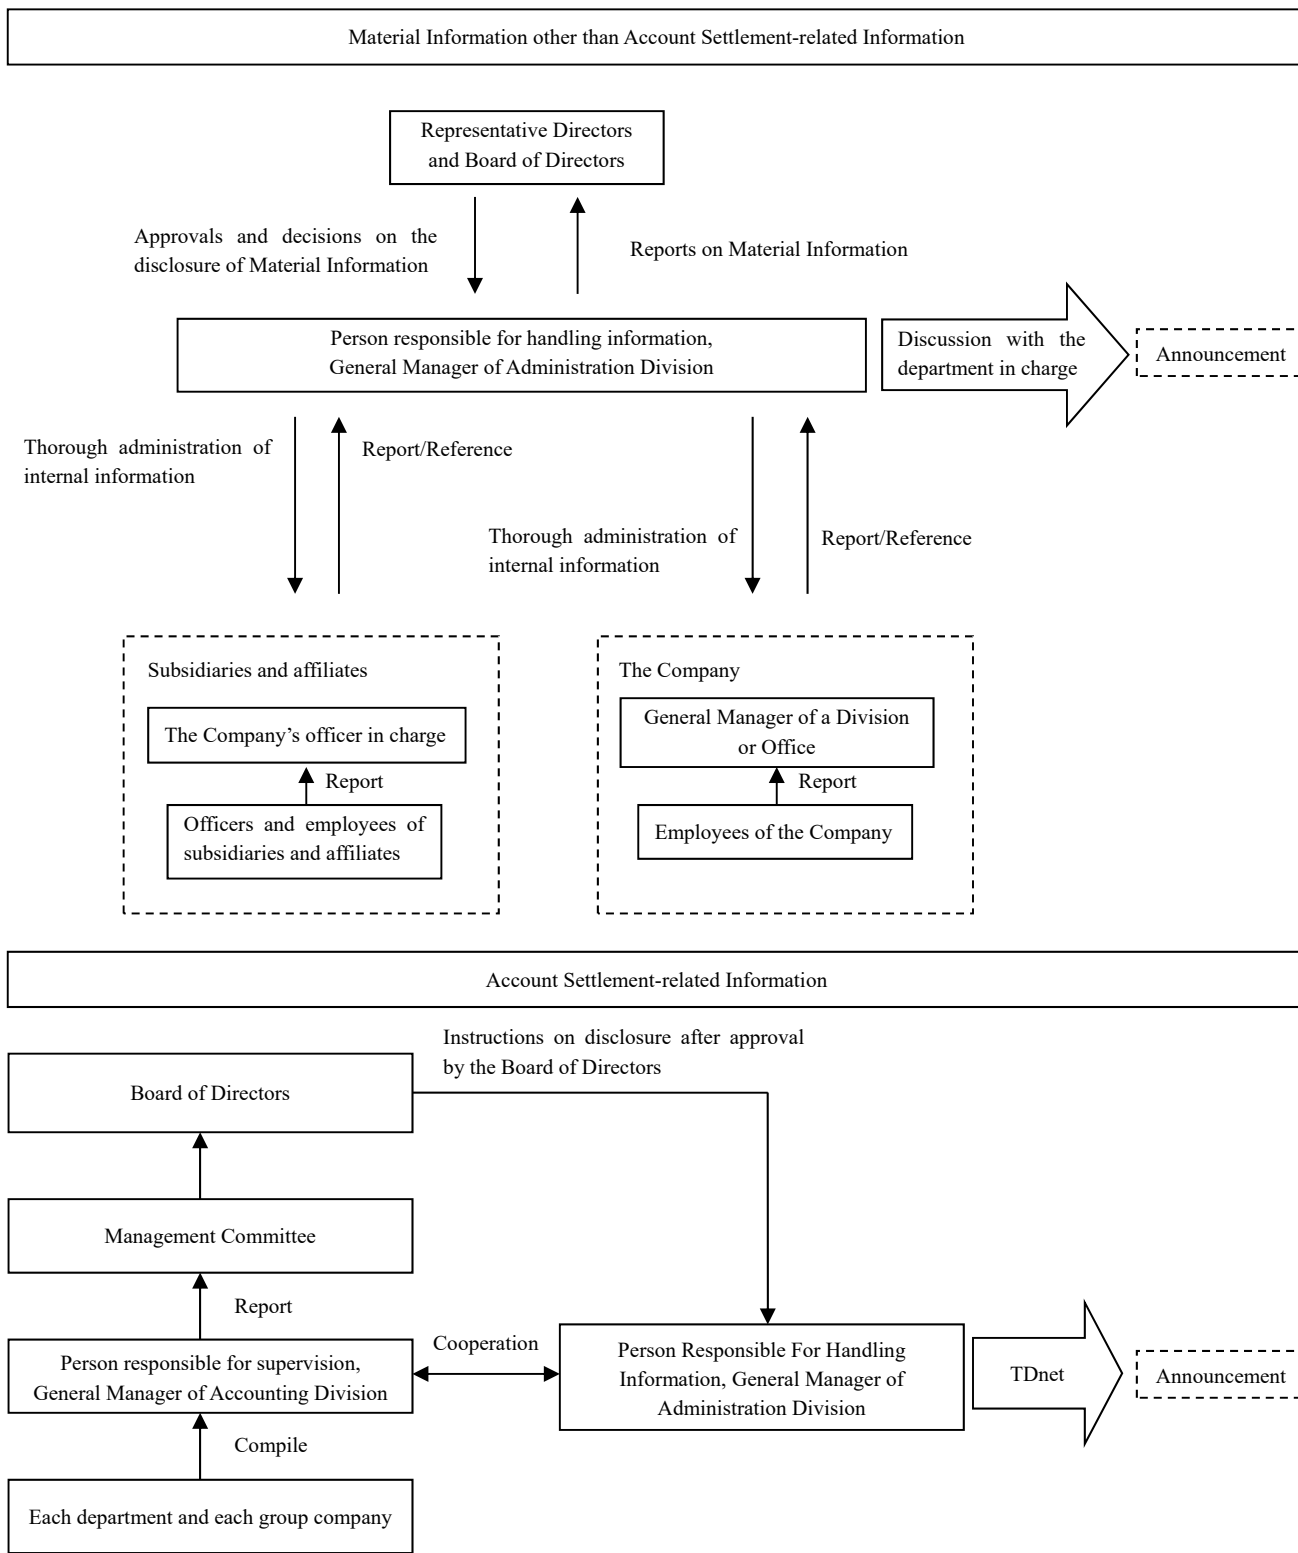 Material Information other than Account Settlement-related Information
Representative Directors
and Board of Directors
Approvals and decisions on the
disclosure of Material Information
Reports on Material Information
Person responsible for handling information,
General Manager of Administration Division
Discussion with the
department in charge
Announcement
Thorough administration of
internal information
Report/Reference
Thorough administration of
internal information
Report/Reference
Subsidiaries and affiliates
The Company’s officer in charge
Report
Officers and employees of
subsidiaries and affiliates
The Company
General Manager of a Division
or Office
Report
Employees of the Company
Account Settlement-related Information
Instructions on disclosure after approval
by the Board of Directors
Board of Directors
Management Committee
Report
Person responsible for supervision,
General Manager of Accounting Division
Cooperation
Person Responsible For Handling
Information, General Manager of
Administration Division
TDnet
Announcement
Compile
Each department and each group company